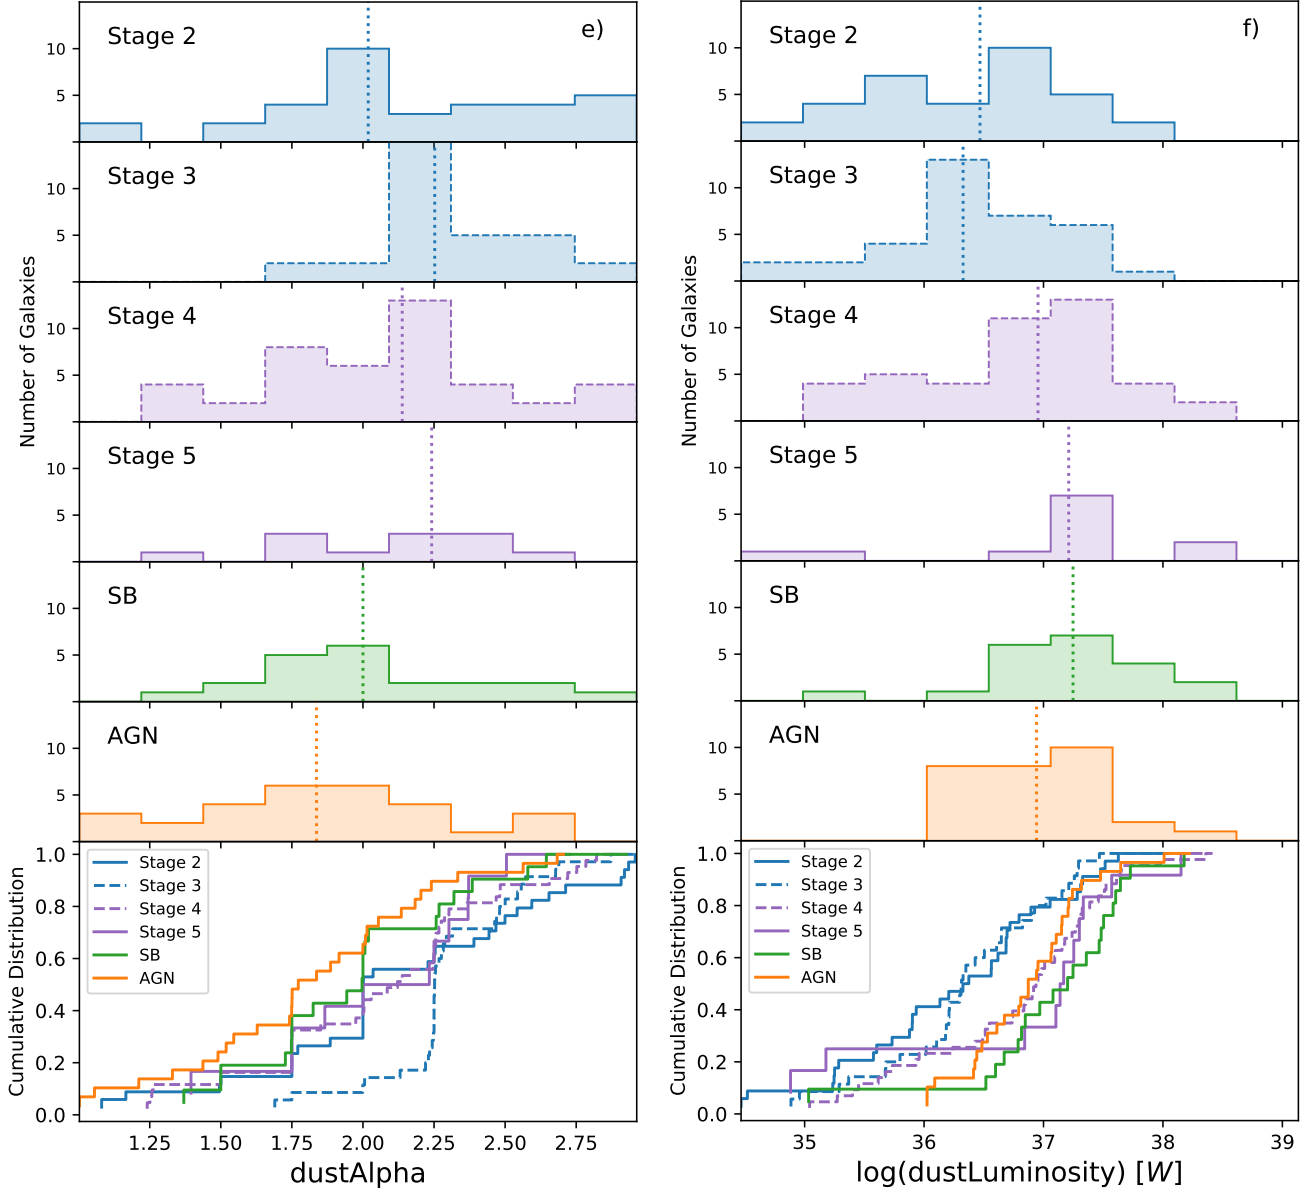 Stage 2
e)
10
5
Stage 3
10
5
Stage 4
10
5
Stage 5
10
5
SB
10
5
AGN
10
5
Number of Galaxies
1.0
0.8
0.6
0.4
0.2
0.0
Cumulative Distribution
Stage 2
Stage 3
Stage 4
Stage 5
SB
AGN
1.25 1.50 1.75 2.00 2.25 2.50 2.75
dustAlpha
Stage 2
f)
10
5
Stage 3
10
5
Stage 4
10
5
Stage 5
10
5
SB
10
5
AGN
10
5
Number of Galaxies
1.0
0.8
0.6
0.4
0.2
0.0
Cumulative Distribution
Stage 2
Stage 3
Stage 4
Stage 5
SB
AGN
35 36 37 38 39
log(dustLuminosity) [W]